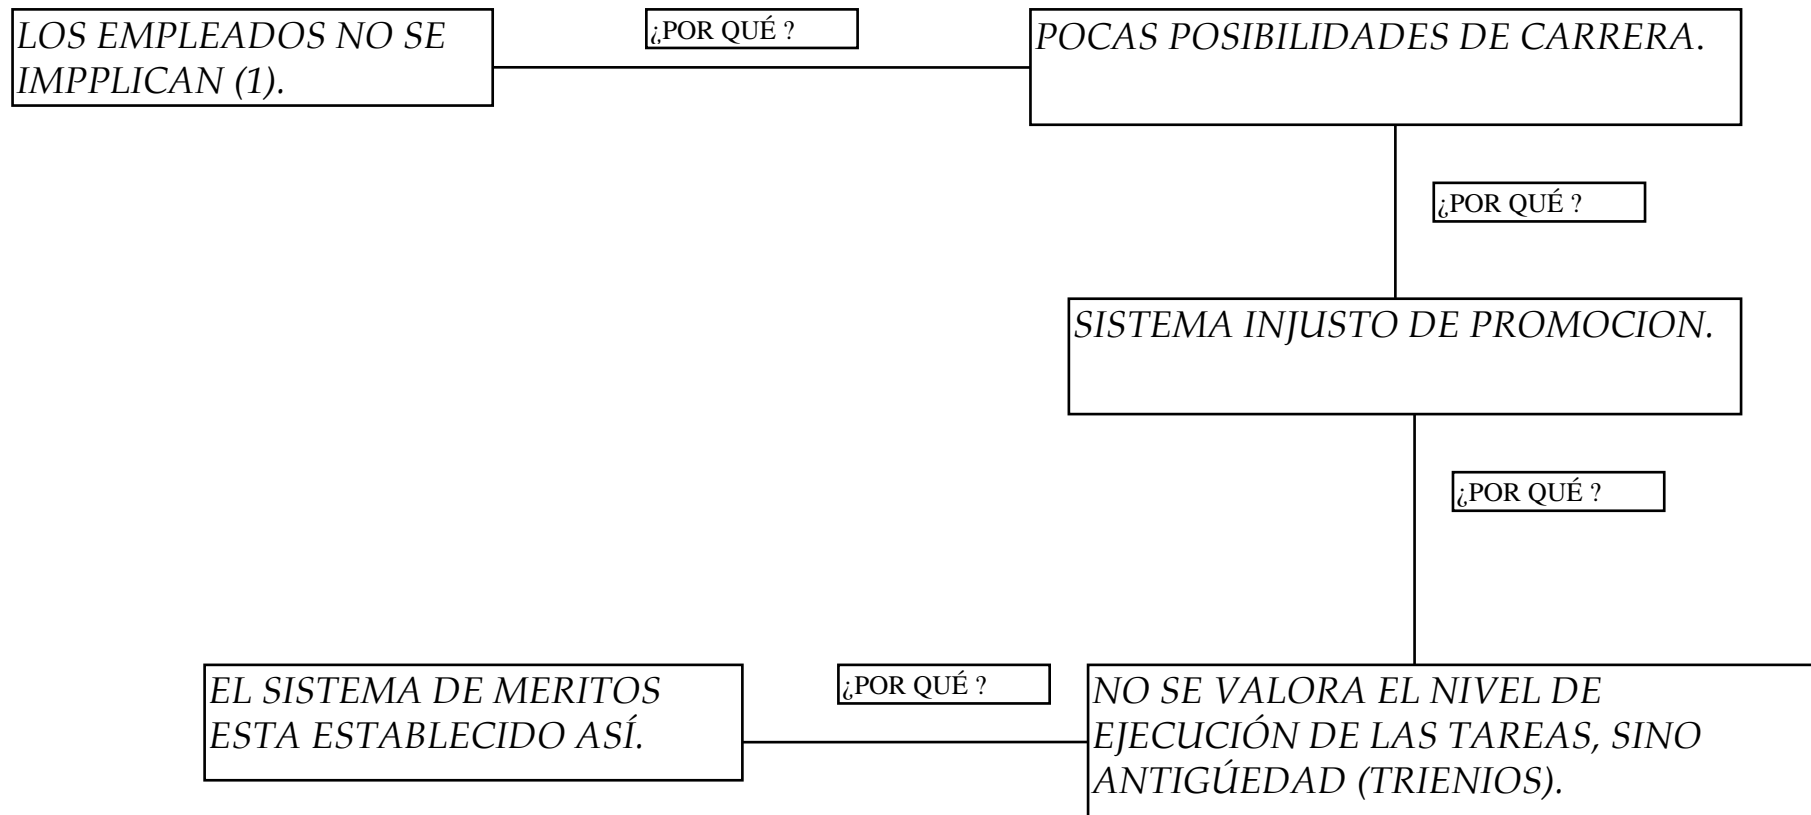 LOS EMPLEADOS NO SE
IMPPLICAN (1).
¿POR QUÉ ?
POCAS POSIBILIDADES DE CARRERA.
¿POR QUÉ ?
SISTEMA INJUSTO DE PROMOCION.
¿POR QUÉ ?
NO SE VALORA EL NIVEL DE
EJECUCIÓN DE LAS TAREAS, SINO
ANTIGÚEDAD (TRIENIOS).
¿POR QUÉ ?
EL SISTEMA DE MERITOS
ESTA ESTABLECIDO ASÍ.